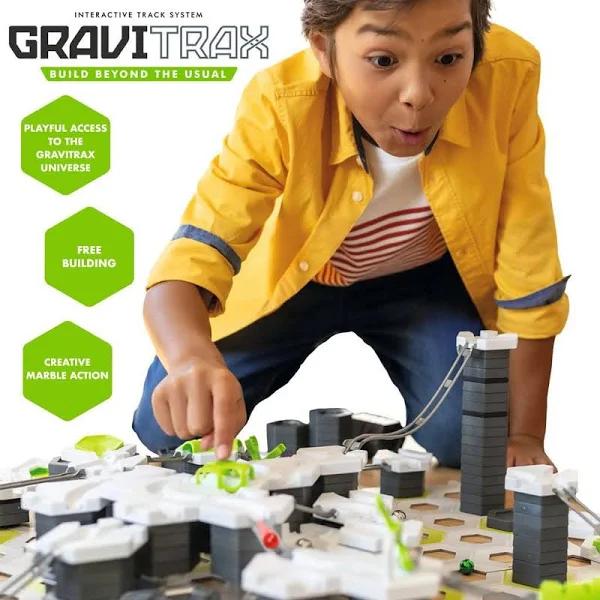 INTERACTIVE TRACK SYSTEM
GRAVITRAX
BUILD BEYOND THE USUAL
PLAYFUL ACCESS
TO THE
GRAVITRAX
UNIVERSE
FREE
BUILDING
CREATIVE
MARBLE ACTION